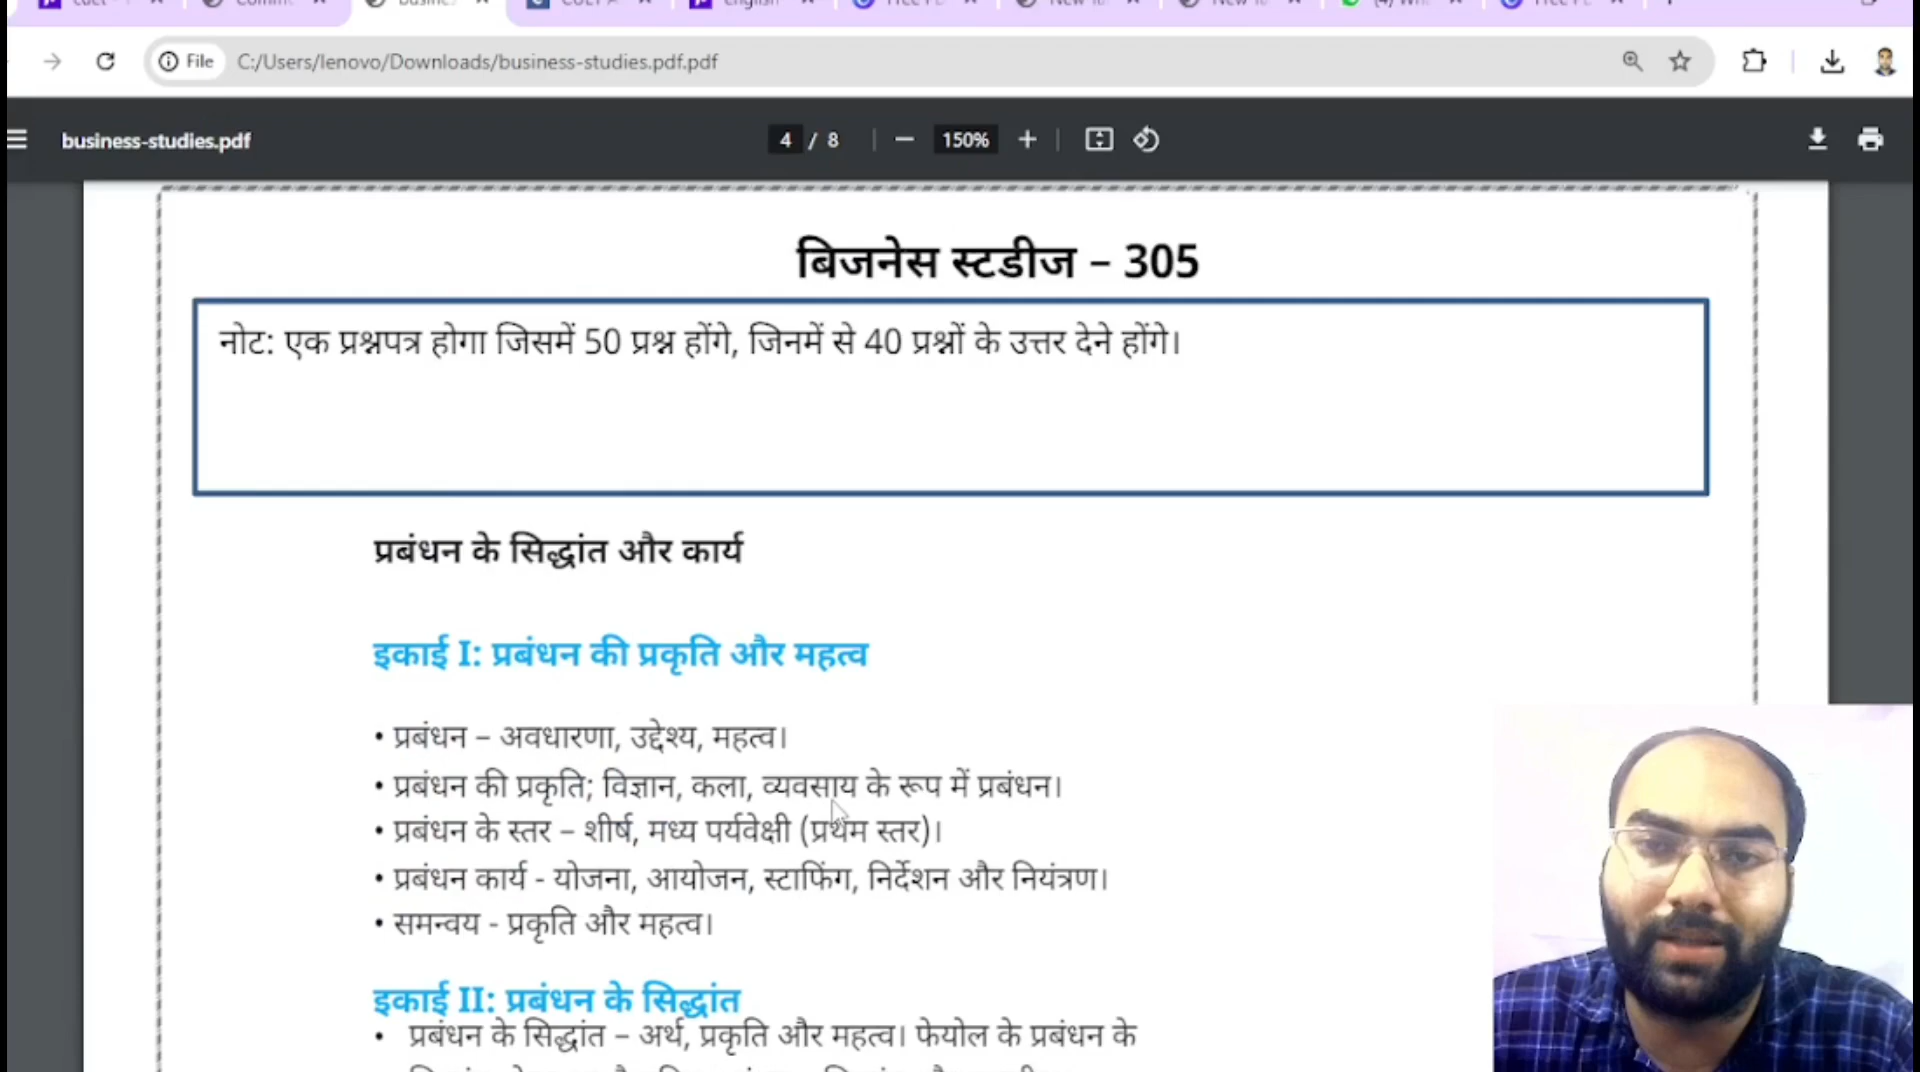 File C:/Users/lenovo/Downloads/business-studies.pdf.pdf
business-studies.pdf 4 / 8 150%
बिजनेस स्टडीज – 305
नोट: एक प्रश्नपत्र होगा जिसमें 50 प्रश्न होंगे, जिनमें से 40 प्रश्नों के उत्तर देने होंगे।
प्रबंधन के सिद्धांत और कार्य
इकाई I: प्रबंधन की प्रकृति और महत्व
• प्रबंधन – अवधारणा, उद्देश्य, महत्व।
• प्रबंधन की प्रकृति; विज्ञान, कला, व्यवसाय के रूप में प्रबंधन।
• प्रबंधन के स्तर – शीर्ष, मध्य पर्यवेक्षी (प्रथम स्तर)।
• प्रबंधन कार्य - योजना, आयोजन, स्टाफिंग, निर्देशन और नियंत्रण।
• समन्वय - प्रकृति और महत्व।
इकाई II: प्रबंधन के सिद्धांत
• प्रबंधन के सिद्धांत – अर्थ, प्रकृति और महत्व। फेयोल के प्रबंधन के